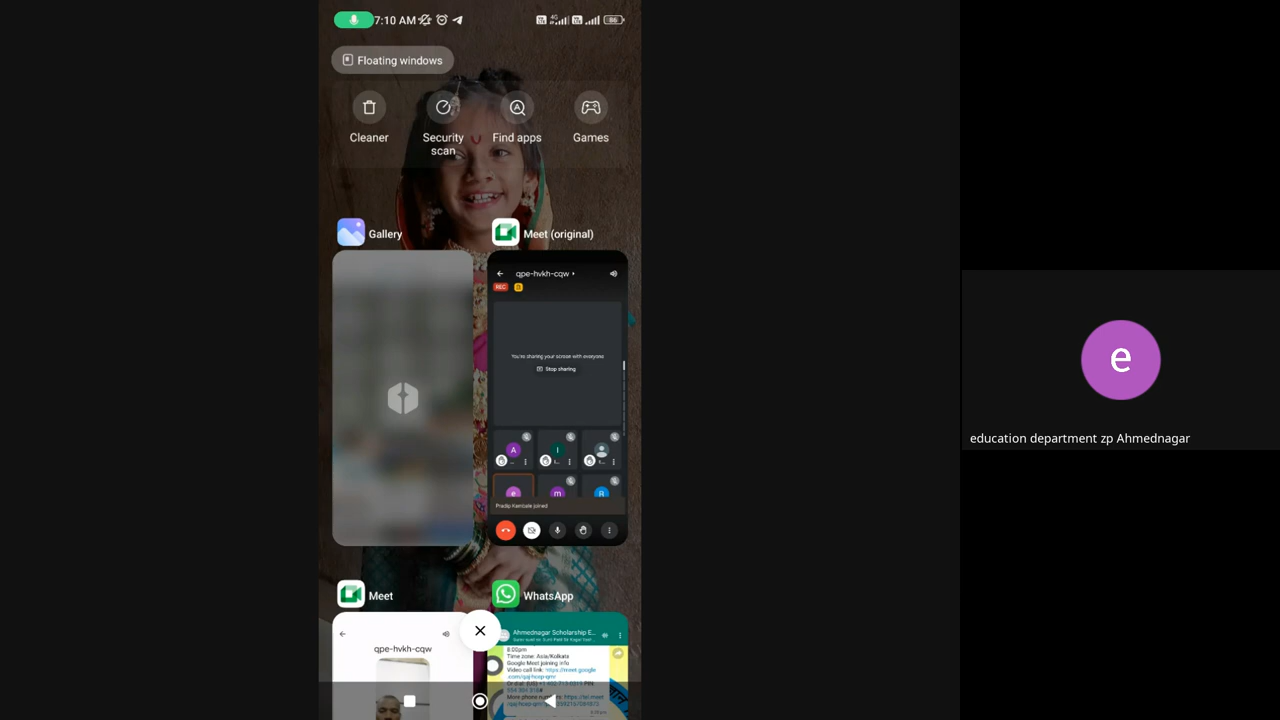 7:10 AM
86
Floating windows
Cleaner
Security scan
Find apps
Games
Gallery
Meet (original)
qpe-hvkh-cqw
REC
You're sharing your screen with everyone
Stop sharing
A
I
e
m
B
Pradip Kamble joined
Meet
WhatsApp
qpe-hvkh-cqw
Ahmednagar Scholarship E...
8:00pm
Time zone: Asia/Kolkata
Google Meet joining info
Video call link: https://meet.google
e
education department zp Ahmednagar